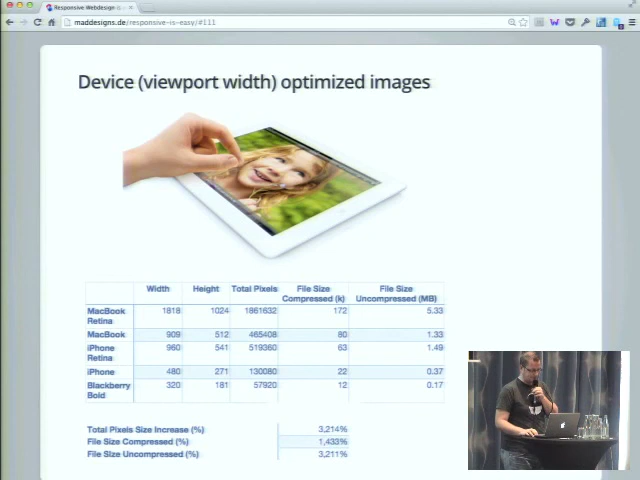 Responsive Webdesign
maddesigns.de/responsive-is-easy/#111
Device (viewport width) optimized images
Width Height Total Pixels File Size Compressed (k) File Size Uncompressed (MB)
MacBook Retina 1818 1024 1861632 172 5.33
MacBook 909 512 465408 80 1.33
iPhone Retina 960 541 519360 63 1.49
iPhone 480 271 130080 22 0.37
Blackberry Bold 320 181 57920 12 0.17
Total Pixels Size Increase (%) 3,214%
File Size Compressed (%) 1,433%
File Size Uncompressed (%) 3,211%